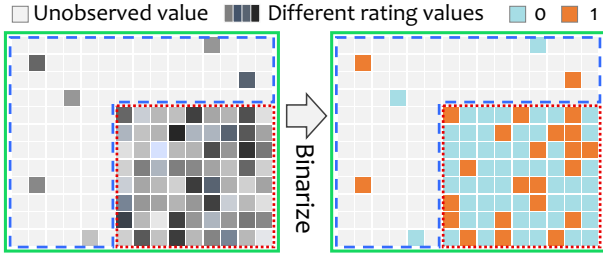 Unobserved value Different rating values 0 1
Binarize